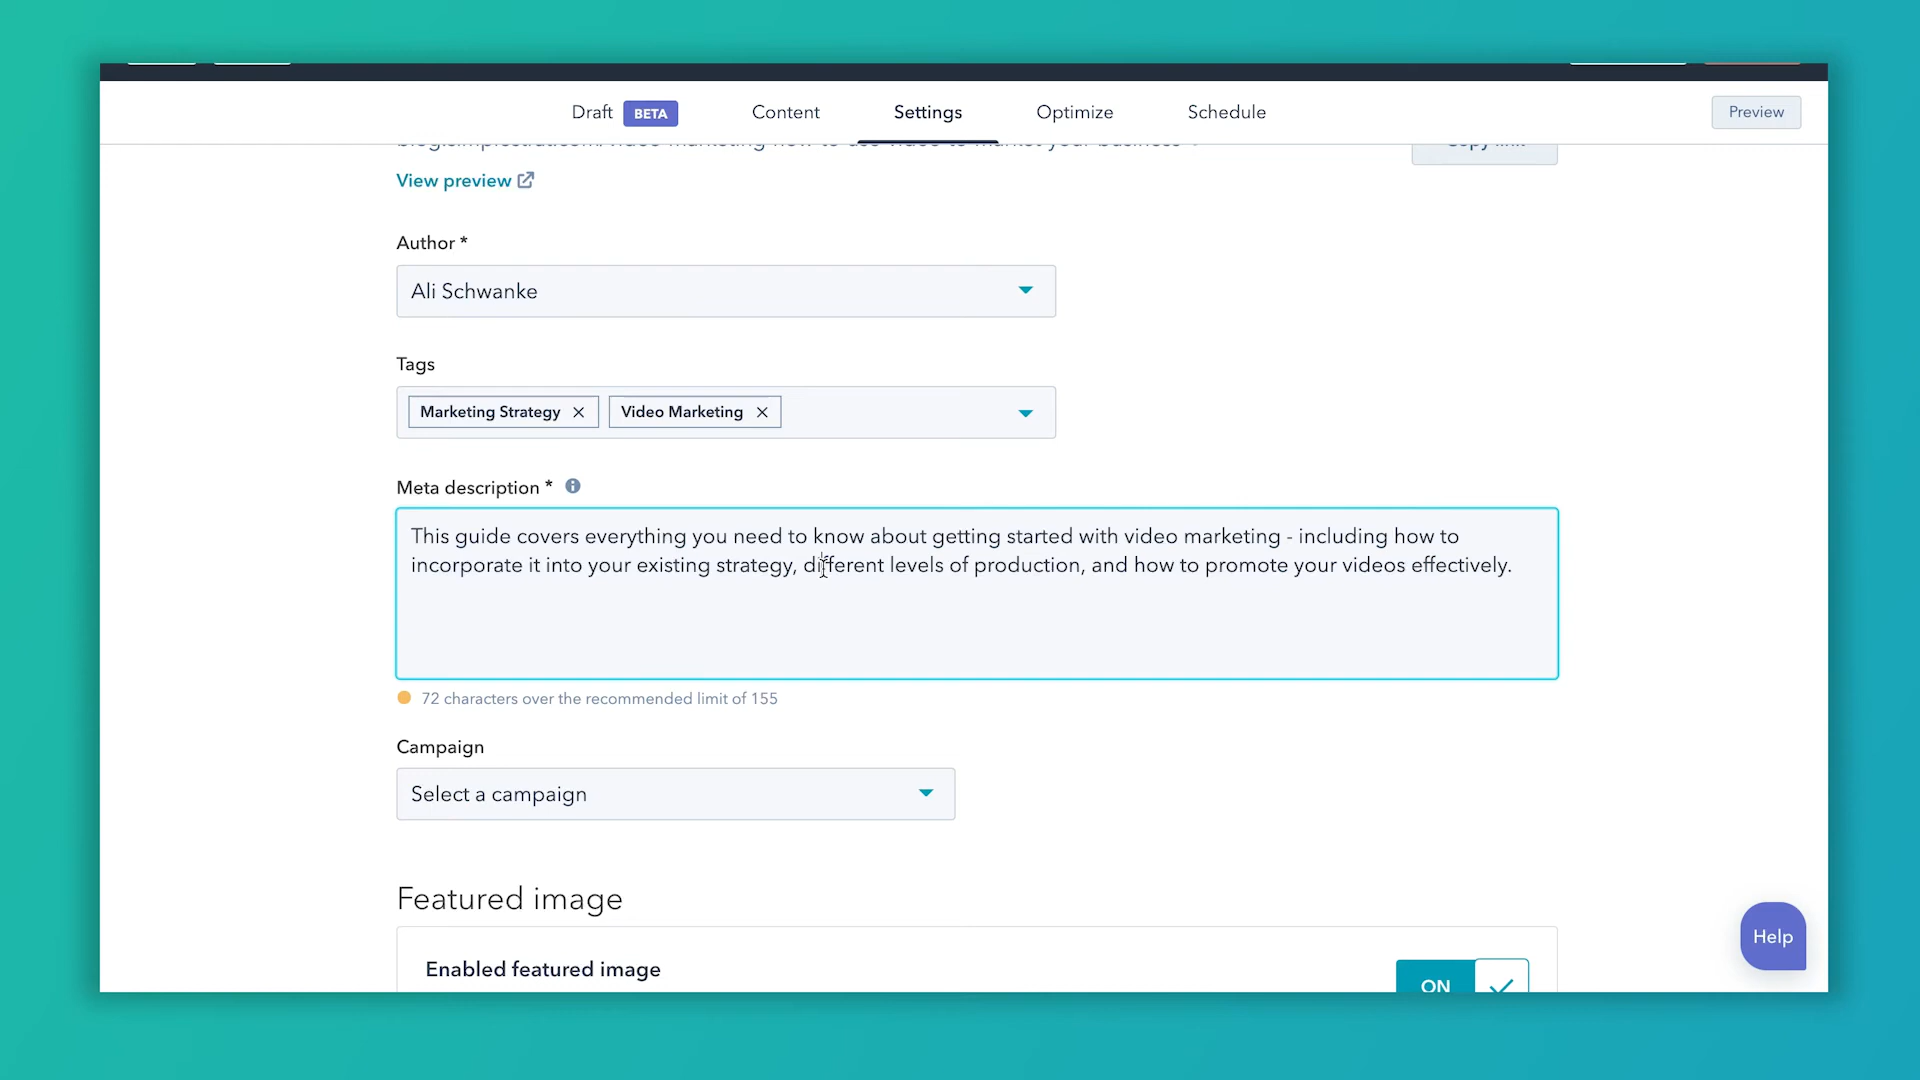 Draft BETA Content Settings Optimize Schedule Preview
View preview
Author *
Ali Schwanke
Tags
Marketing Strategy Video Marketing
Meta description *
This guide covers everything you need to know about getting started with video marketing - including how to
incorporate it into your existing strategy, different levels of production, and how to promote your videos effectively.
72 characters over the recommended limit of 155
Campaign
Select a campaign
Featured image
Enabled featured image
ON
Help